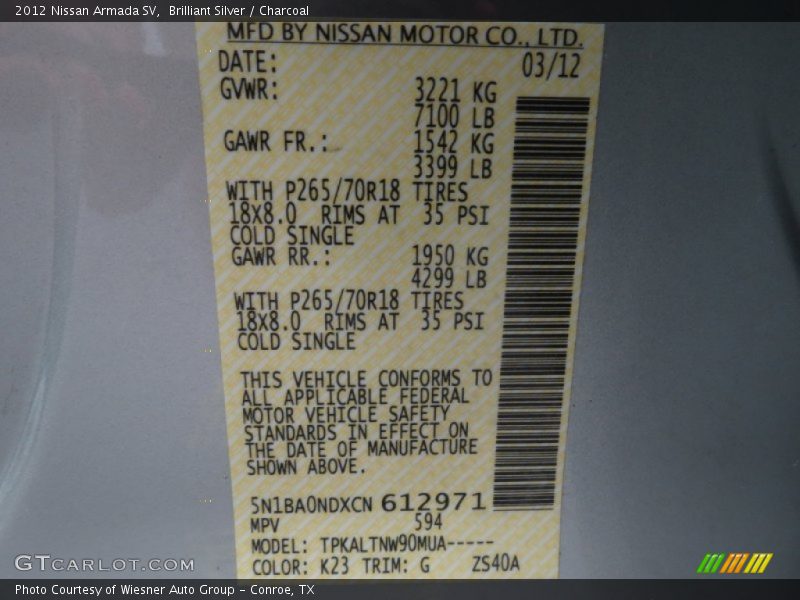 2012 Nissan Armada SV, Brilliant Silver / Charcoal
MFD BY NISSAN MOTOR CO., LTD.
DATE: 03/12
GVWR: 3221 KG
7100 LB
GAWR FR.: 1542 KG
3399 LB
WITH P265/70R18 TIRES
18X8.0 RIMS AT 35 PSI
COLD SINGLE
GAWR RR.: 1950 KG
4299 LB
WITH P265/70R18 TIRES
18X8.0 RIMS AT 35 PSI
COLD SINGLE
THIS VEHICLE CONFORMS TO
ALL APPLICABLE FEDERAL
MOTOR VEHICLE SAFETY
STANDARDS IN EFFECT ON
THE DATE OF MANUFACTURE
SHOWN ABOVE.
5N1BA0NDXCN 612971
MPV 594
MODEL: TPKALTNW90MUA-----
COLOR: K23 TRIM: G ZS40A
GTCARLOT.COM
Photo Courtesy of Wiesner Auto Group - Conroe, TX